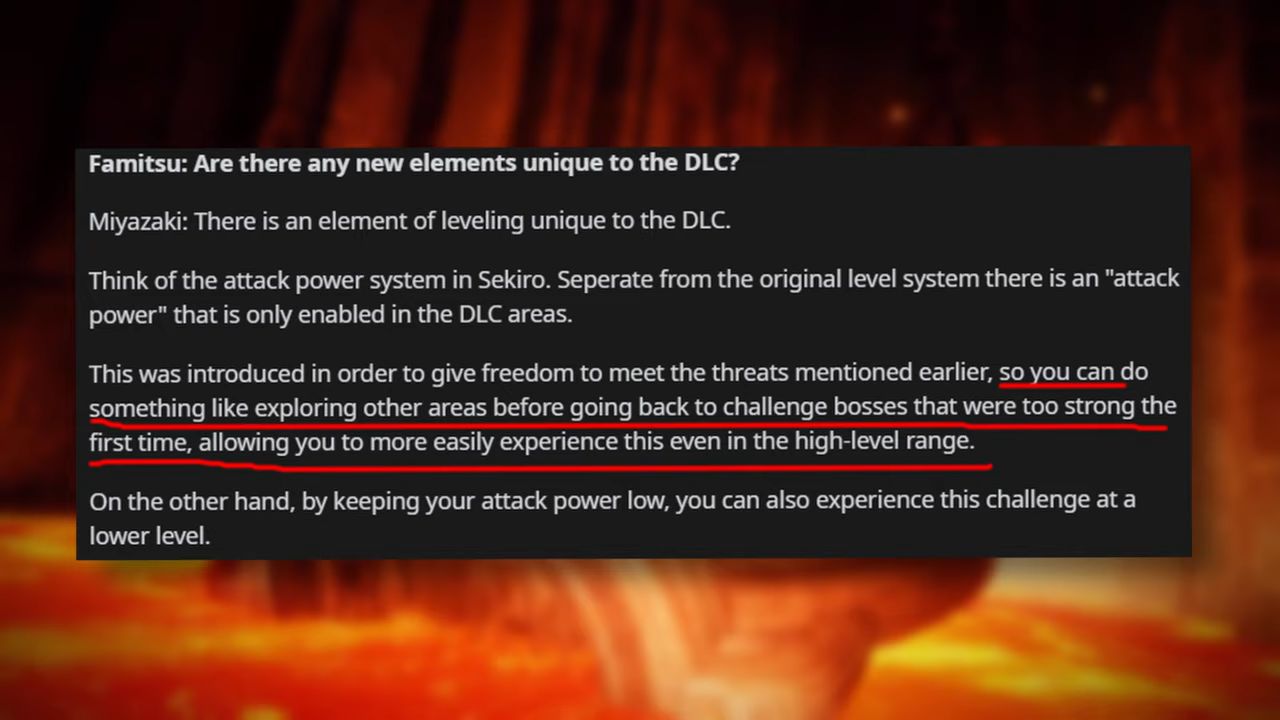 Famitsu: Are there any new elements unique to the DLC?
Miyazaki: There is an element of leveling unique to the DLC.
Think of the attack power system in Sekiro. Seperate from the original level system there is an "attack
power" that is only enabled in the DLC areas.
This was introduced in order to give freedom to meet the threats mentioned earlier, so you can do
something like exploring other areas before going back to challenge bosses that were too strong the
first time, allowing you to more easily experience this even in the high-level range.
On the other hand, by keeping your attack power low, you can also experience this challenge at a
lower level.